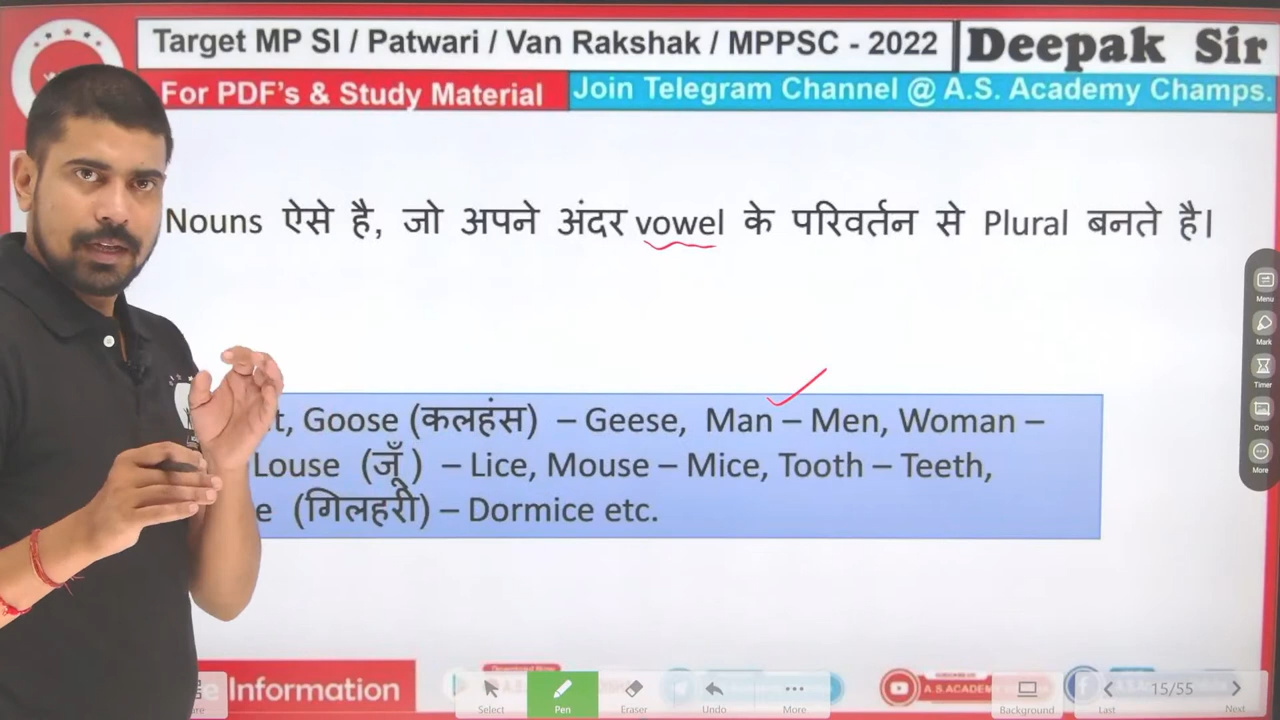 Target MP SI / Patwari / Van Rakshak / MPPSC - 2022
Deepak Sir
For PDF's & Study Material
Join Telegram Channel @ A.S. Academy Champs.
Nouns ऐसे है, जो अपने अंदर vowel के परिवर्तन से Plural बनते है।
t, Goose (कलहंस) – Geese, Man – Men, Woman –
Louse (जूँ) – Lice, Mouse – Mice, Tooth – Teeth,
e (गिलहरी) – Dormice etc.
Menu
Mark
Timer
Crop
More
e Information
A.S.ACADEMY
Select
Pen
Eraser
Undo
More
Background
Last
15/55
Next